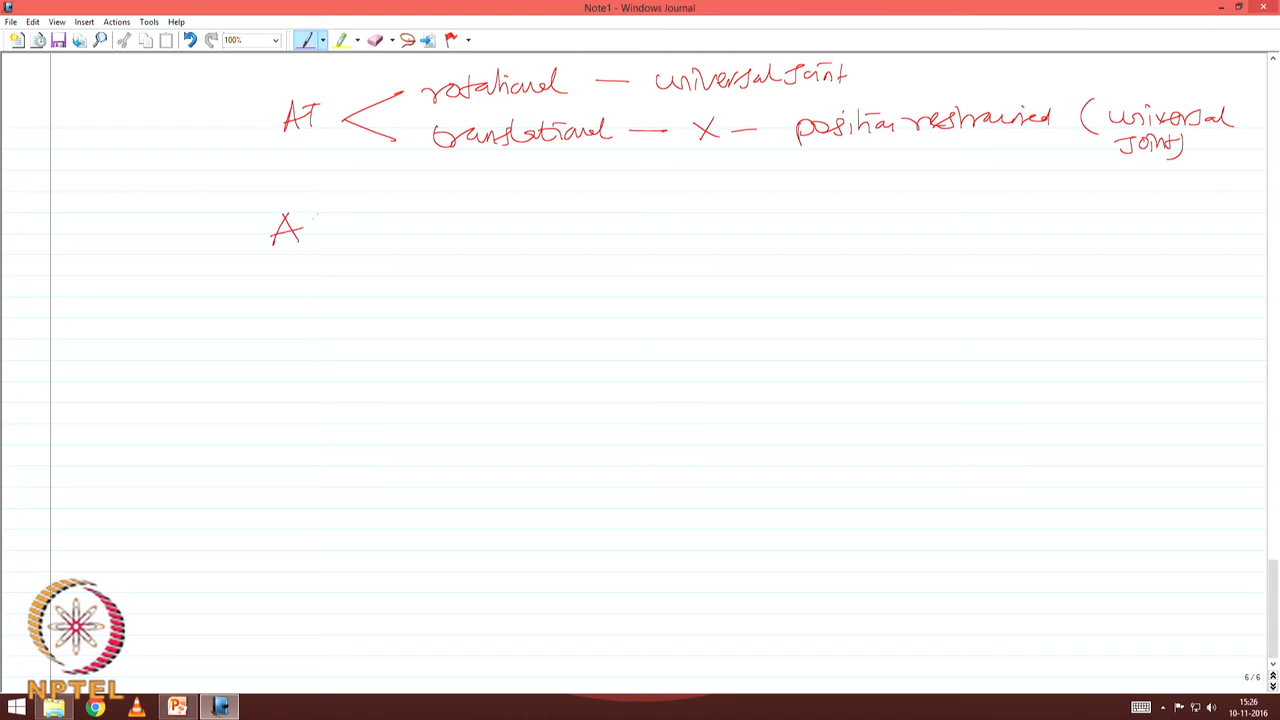 Note1 - Windows Journal
File Edit View Insert Actions Tools Help
100%
AT rotational — universal joint
translational — X — position restrained (universal joint)
A
6 / 6
NPTEL
15:26
10-11-2016